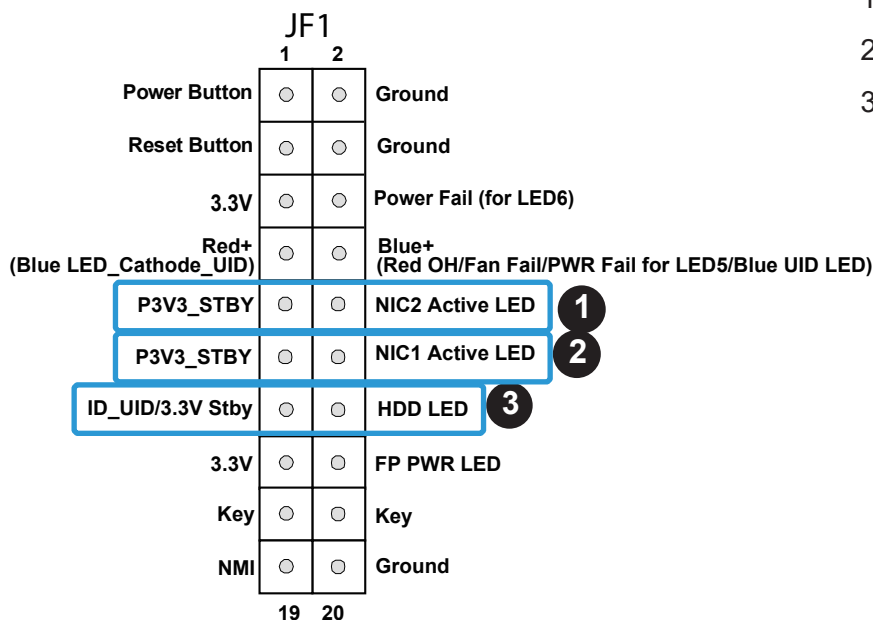 JF1
1 2
Power Button Ground
Reset Button Ground
3.3V Power Fail (for LED6)
Red+ Blue+
(Blue LED_Cathode_UID) (Red OH/Fan Fail/PWR Fail for LED5/Blue UID LED)
P3V3_STBY NIC2 Active LED 1
P3V3_STBY NIC1 Active LED 2
ID_UID/3.3V Stby HDD LED 3
3.3V FP PWR LED
Key Key
NMI Ground
19 20
2
3